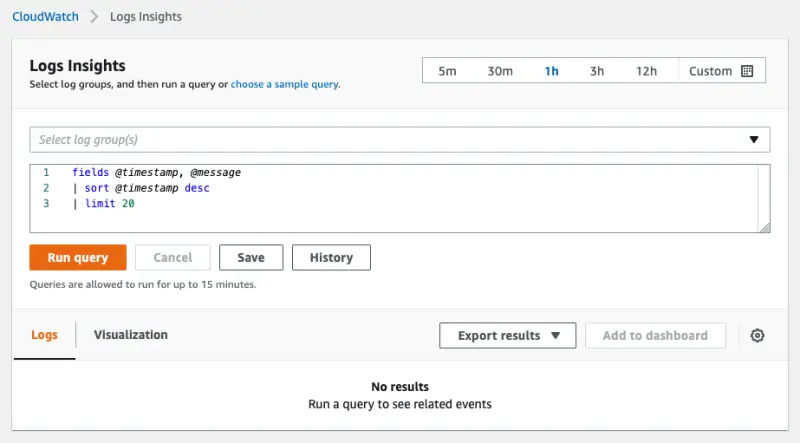 CloudWatch > Logs Insights
Logs Insights
Select log groups, and then run a query or choose a sample query.
5m 30m 1h 3h 12h Custom
Select log group(s)
1 fields @timestamp, @message
2 | sort @timestamp desc
3 | limit 20
Run query Cancel Save History
Queries are allowed to run for up to 15 minutes.
Logs Visualization Export results Add to dashboard
No results
Run a query to see related events